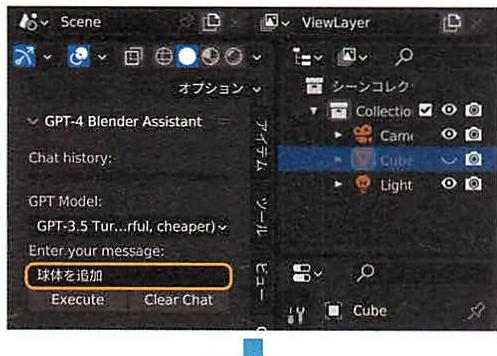 Scene
ViewLayer
オプション
GPT-4 Blender Assistant
Chat history:
GPT Model:
GPT-3.5 Tur...rful, cheaper)
Enter your message:
球体を追加
Execute
Clear Chat
アイテム
ツール
ビュー
シーンコレク
Collectio
Cam
Cube
Light
Cube